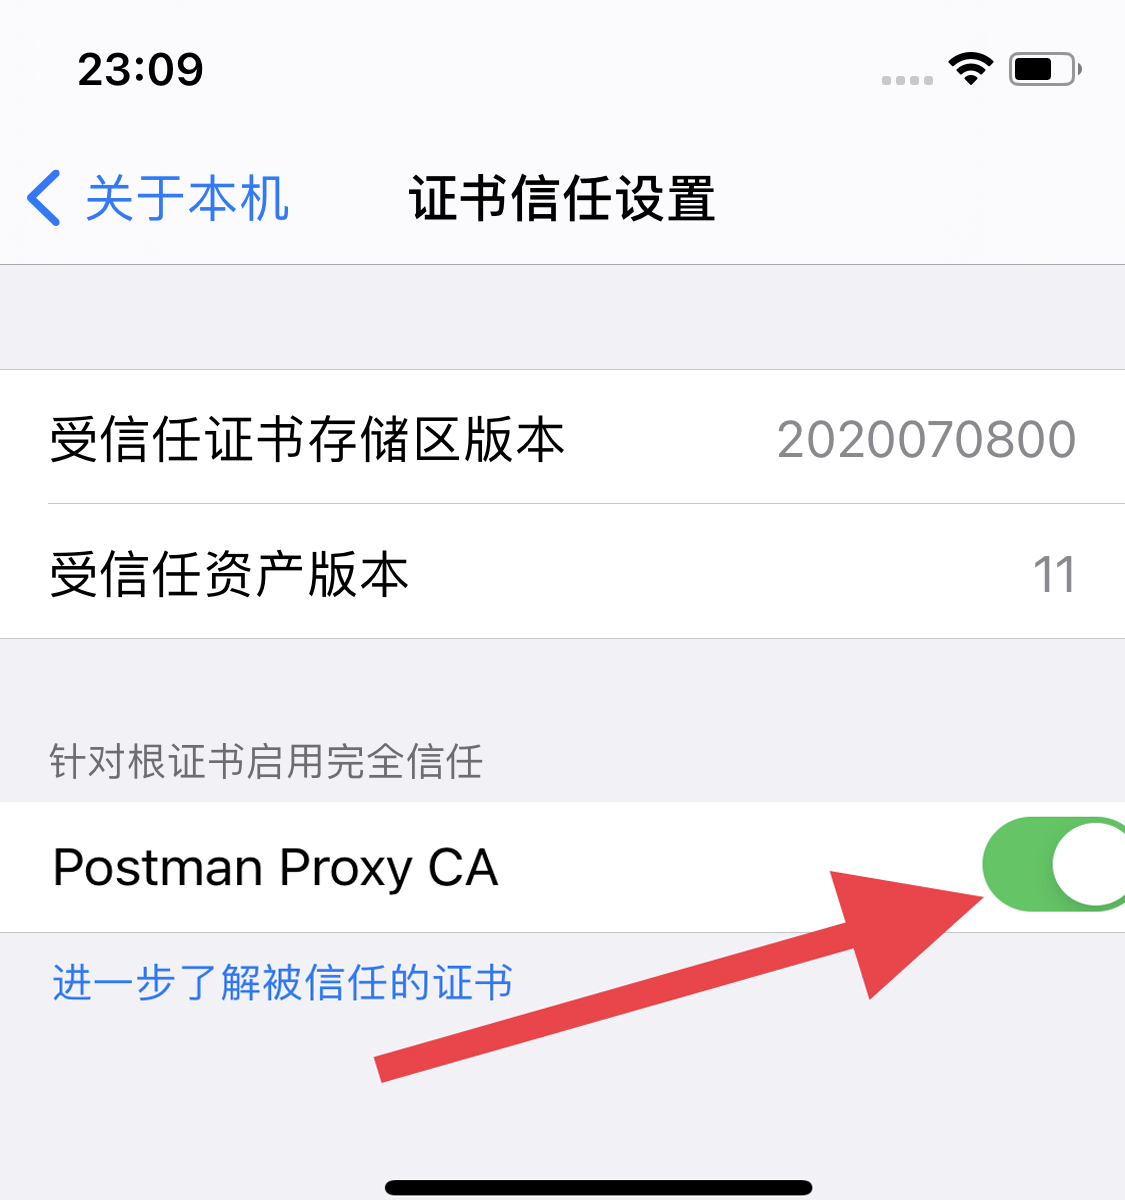 23:09
关于本机
证书信任设置
受信任证书存储区版本 2020070800
受信任资产版本 11
针对根证书启用完全信任
Postman Proxy CA
进一步了解被信任的证书